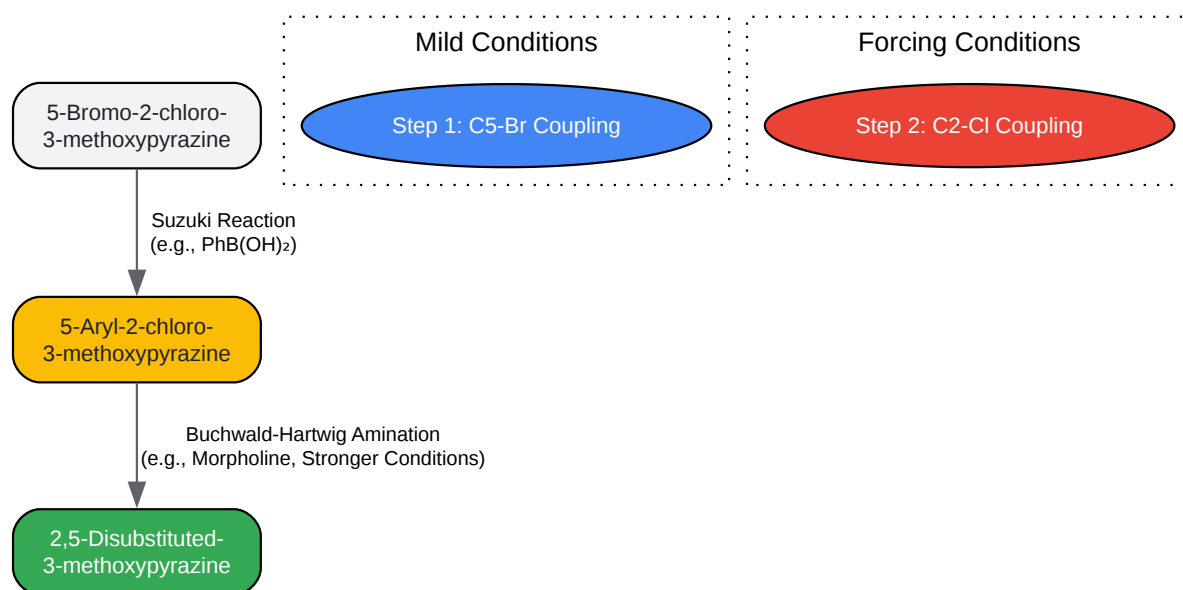 Mild Conditions
Forcing Conditions
5-Bromo-2-chloro-
3-methoxypyrazine
Step 1: C5-Br Coupling
Step 2: C2-Cl Coupling
Suzuki Reaction
(e.g., PhB(OH)₂)
5-Aryl-2-chloro-
3-methoxypyrazine
Buchwald-Hartwig Amination
(e.g., Morpholine, Stronger Conditions)
2,5-Disubstituted-
3-methoxypyrazine